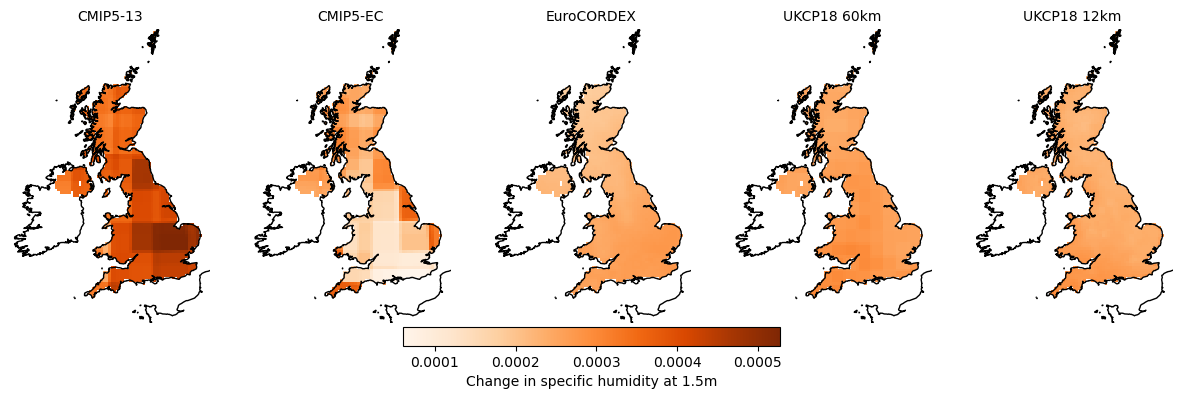 CMIP5-13 CMIP5-EC EuroCORDEX UKCP18 60km UKCP18 12km
0.0001 0.0002 0.0003 0.0004 0.0005
Change in specific humidity at 1.5m